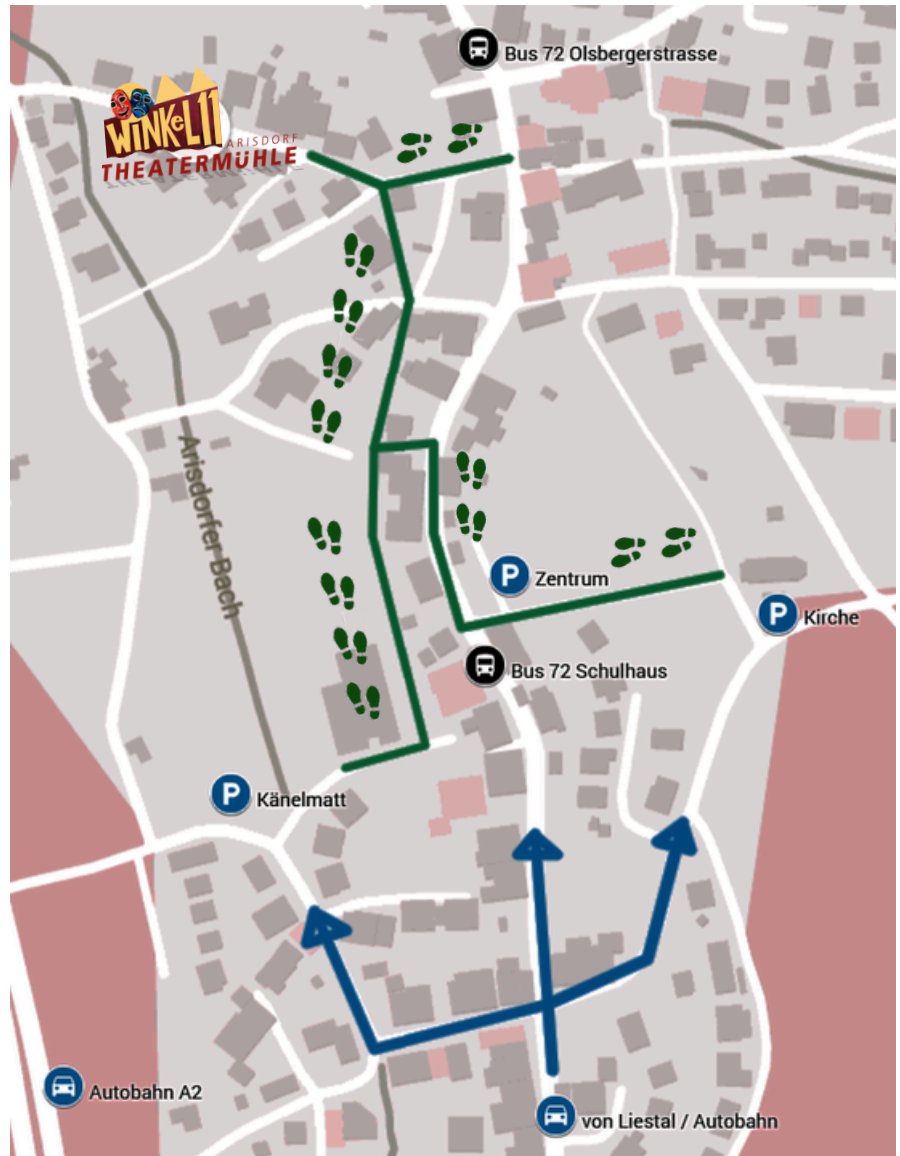 Bus 72 Olsbergerstrasse
WINKEL11
ARISDORF
THEATERMÜHLE
Arisdorfer Bach
P Zentrum
P Kirche
Bus 72 Schulhaus
P Känelmatt
Autobahn A2
von Liestal / Autobahn